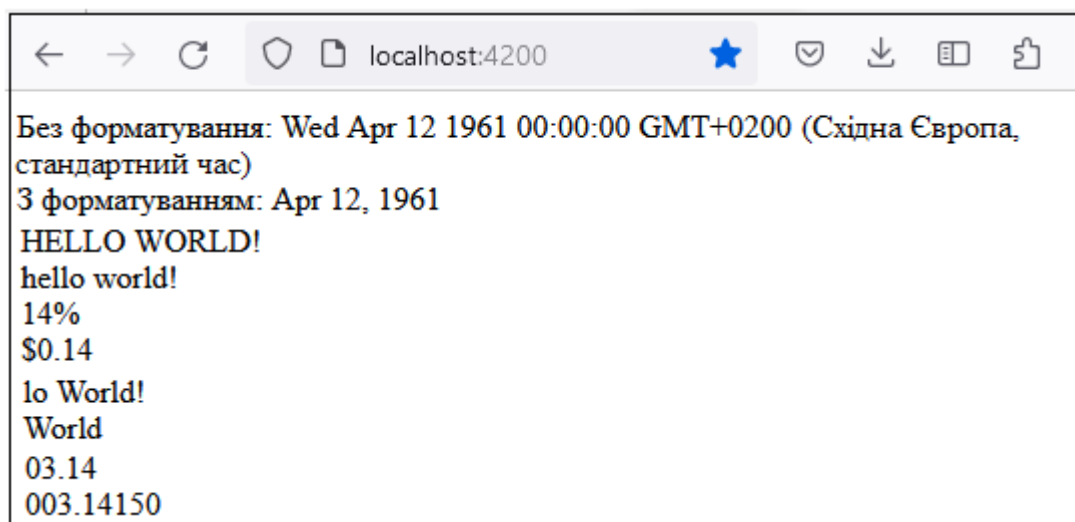 localhost:4200
Без форматування: Wed Apr 12 1961 00:00:00 GMT+0200 (Східна Європа,
стандартний час)
З форматуванням: Apr 12, 1961
HELLO WORLD!
hello world!
14%
$0.14
lo World!
World
03.14
003.14150